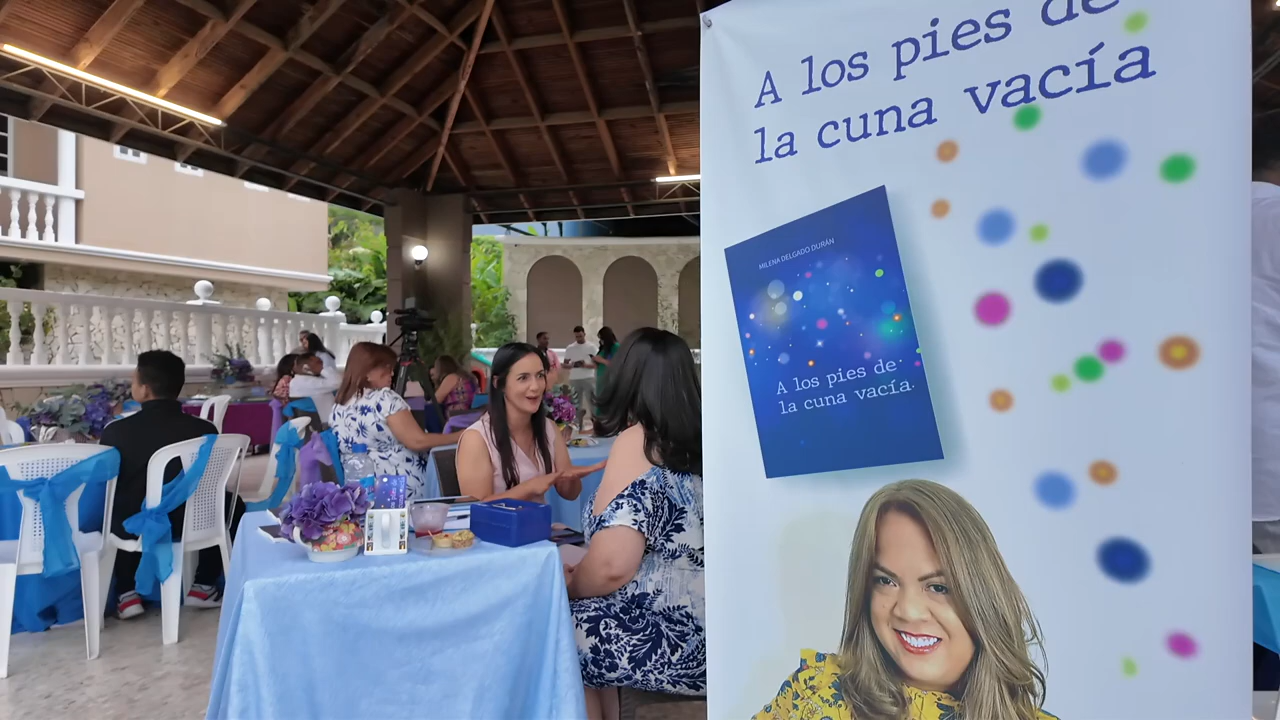 A los pies de
la cuna vacía
MILENA DELGADO DURÁN
A los pies de
la cuna vacía